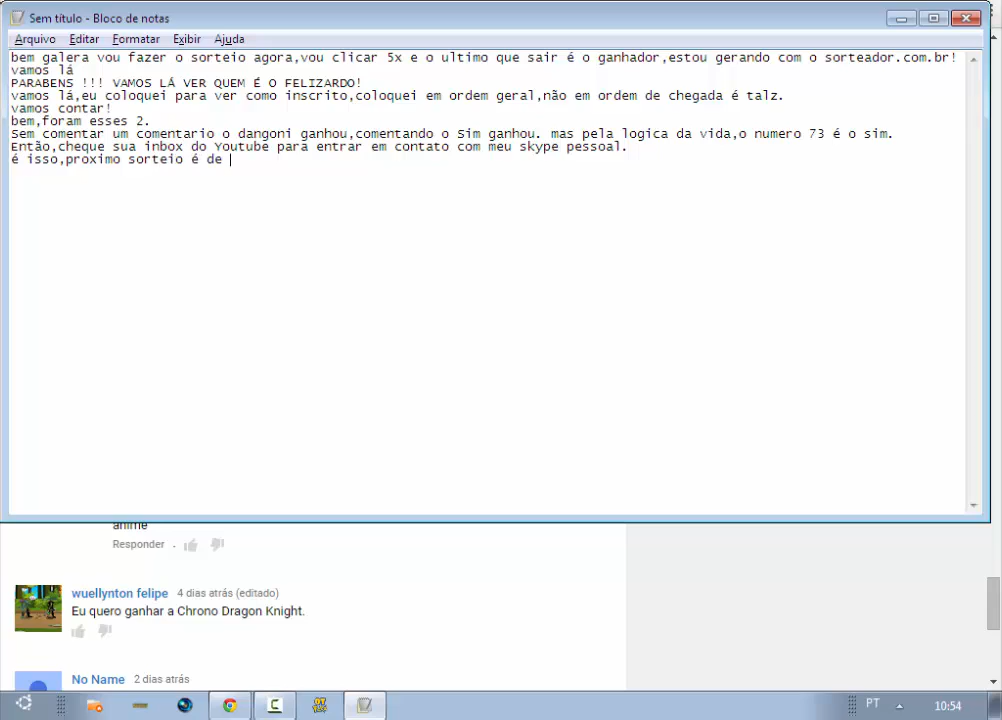 Sem título - Bloco de notas
Arquivo Editar Formatar Exibir Ajuda
bem galera vou fazer o sorteio agora,vou clicar 5x e o ultimo que sair é o ganhador,estou gerando com o sorteador.com.br!
vamos lá
PARABENS !!! VAMOS LÁ VER QUEM É O FELIZARDO!
vamos lá,eu coloquei para ver como inscrito,coloquei em ordem geral,não em ordem de chegada é talz.
vamos contar!
bem,foram esses 2.
Sem comentar um comentario o dangoni ganhou,comentando o Sim ganhou. mas pela logica da vida,o numero 73 é o sim.
Então,cheque sua inbox do Youtube para entrar em contato com meu skype pessoal.
é isso,proximo sorteio é de
anime
Responder .
wuellynton felipe 4 dias atrás (editado)
Eu quero ganhar a Chrono Dragon Knight.
No Name 2 dias atrás
PT 10:54